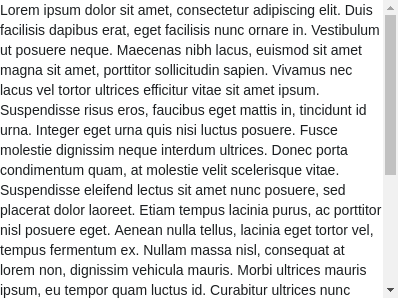 Lorem ipsum dolor sit amet, consectetur adipiscing elit. Duis
facilisis dapibus erat, eget facilisis nunc ornare in. Vestibulum
ut posuere neque. Maecenas nibh lacus, euismod sit amet
magna sit amet, porttitor sollicitudin sapien. Vivamus nec
lacus vel tortor ultrices efficitur vitae sit amet ipsum.
Suspendisse risus eros, faucibus eget mattis in, tincidunt id
urna. Integer eget urna quis nisi luctus posuere. Fusce
molestie dignissim neque interdum ultrices. Donec porta
condimentum quam, at molestie velit scelerisque vitae.
Suspendisse eleifend lectus sit amet nunc posuere, sed
placerat dolor laoreet. Etiam tempus lacinia purus, ac porttitor
nisl posuere eget. Aenean nulla tellus, lacinia eget tortor vel,
tempus fermentum ex. Nullam massa nisl, consequat at
lorem non, dignissim vehicula mauris. Morbi ultrices mauris
ipsum, eu tempor quam luctus id. Curabitur ultrices nunc